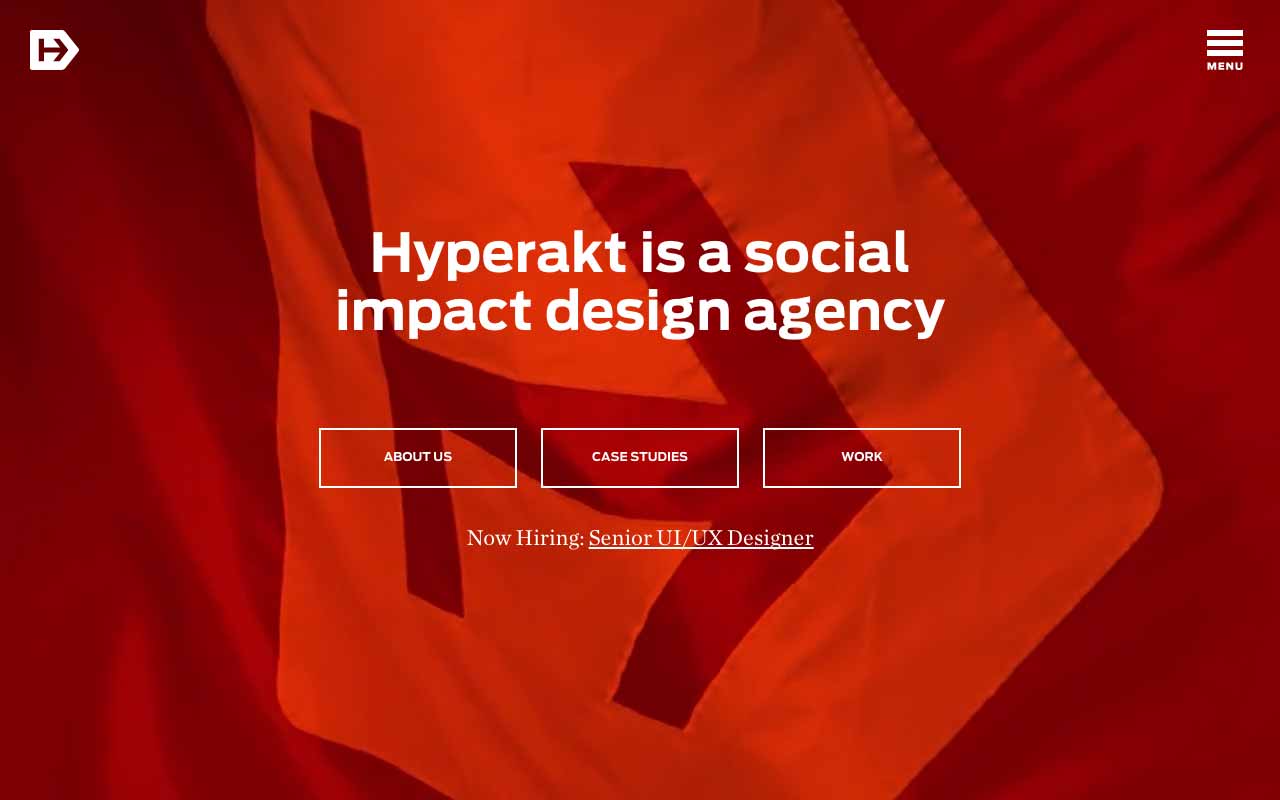 MENU
Hyperakt is a social
impact design agency
ABOUT US
CASE STUDIES
WORK
Now Hiring: Senior UI/UX Designer